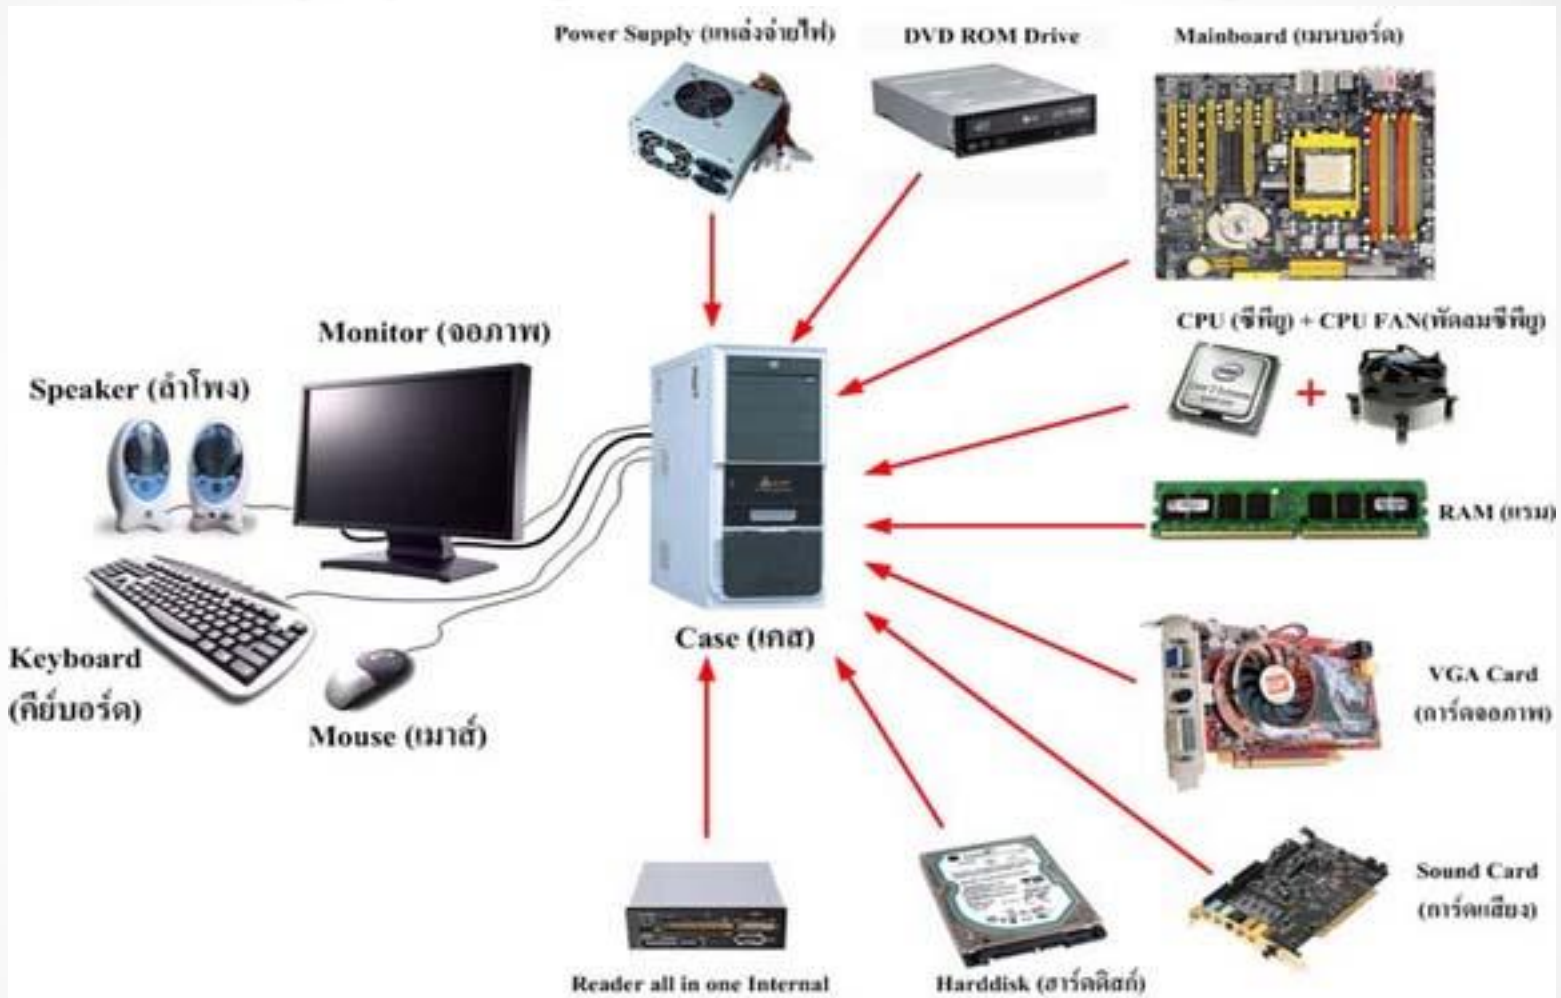 Power Supply (แหล่งจ่ายไฟ)
DVD ROM Drive
Mainboard (เมนบอร์ด)
CPU (ซีพียู) + CPU FAN(พัดลมซีพียู)
Monitor (จอภาพ)
Speaker (ลำโพง)
RAM (แรม)
Case (เคส)
Keyboard
(คีย์บอร์ด)
Mouse (เมาส์)
VGA Card
(การ์ดจอภาพ)
Sound Card
(การ์ดเสียง)
Reader all in one Internal
Harddisk (ฮาร์ดดิสก์)